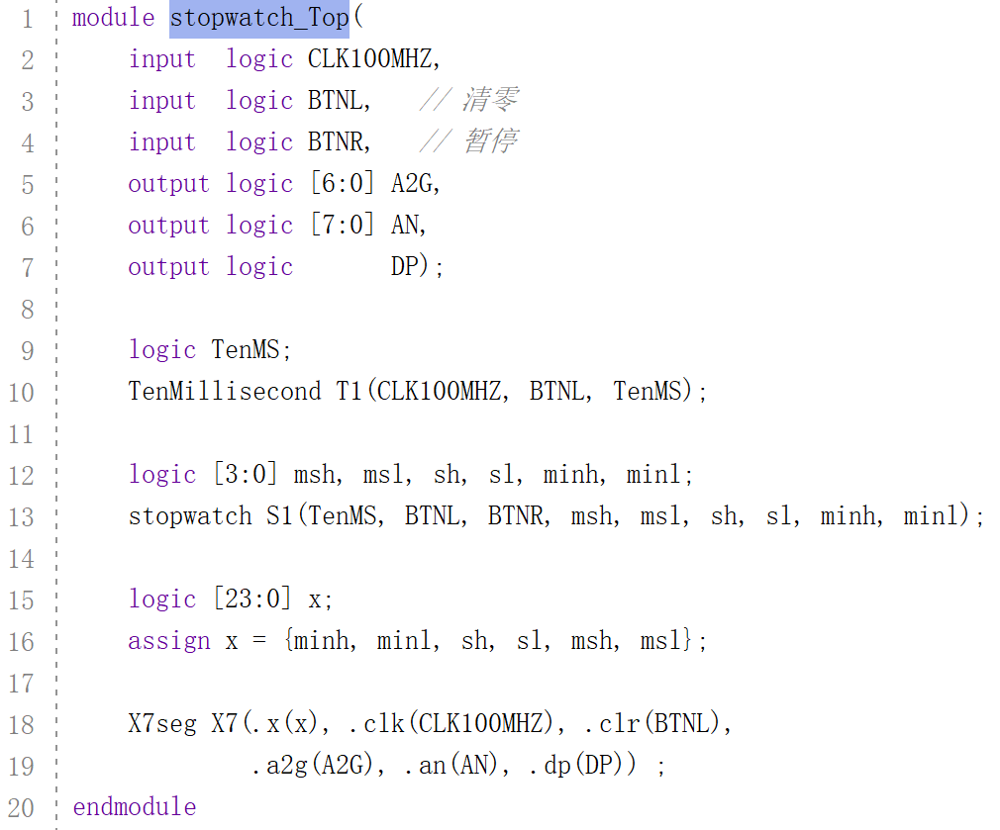 1 module stopwatch_Top(
2 input logic CLK100MHZ,
3 input logic BTNL, // 清零
4 input logic BTNR, // 暂停
5 output logic [6:0] A2G,
6 output logic [7:0] AN,
7 output logic DP);
8
9 logic TenMS;
10 TenMillisecond T1(CLK100MHZ, BTNL, TenMS);
11
12 logic [3:0] msh, msl, sh, sl, minh, minl;
13 stopwatch S1(TenMS, BTNL, BTNR, msh, msl, sh, sl, minh, minl);
14
15 logic [23:0] x;
16 assign x = {minh, minl, sh, sl, msh, msl};
17
18 X7seg X7(.x(x), .clk(CLK100MHZ), .clr(BTNL),
19 .a2g(A2G), .an(AN), .dp(DP)) ;
20 endmodule